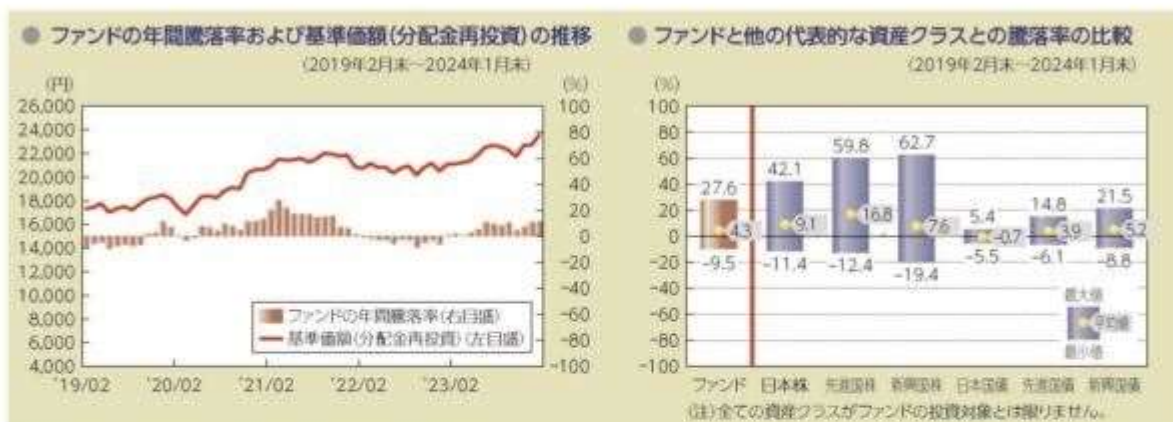 ● ファンドの年間騰落率および基準価額(分配金再投資)の推移
(2019年2月末～2024年1月末)
(円)
(%)
26,000
24,000
22,000
20,000
18,000
16,000
14,000
12,000
10,000
8,000
6,000
4,000
100
80
60
40
20
0
-20
-40
-60
-80
-100
ファンドの年間騰落率(右目盛)
基準価額(分配金再投資)(左目盛)
'19/02 '20/02 '21/02 '22/02 '23/02
● ファンドと他の代表的な資産クラスとの騰落率の比較
(2019年2月末～2024年1月末)
(%)
100
80
60
40
20
0
-20
-40
-60
-80
-100
27.6 42.1 59.8 62.7 5.4 14.8 21.5
4.3 9.1 16.8 7.6 -0.7 3.9 5.2
-9.5 -11.4 -12.4 -19.4 -5.5 -6.1 -8.8
最大値
平均値
最小値
ファンド 日本株 先進国株 新興国株 日本国債 先進国債 新興国債
(注)全ての資産クラスがファンドの投資対象とは限りません。